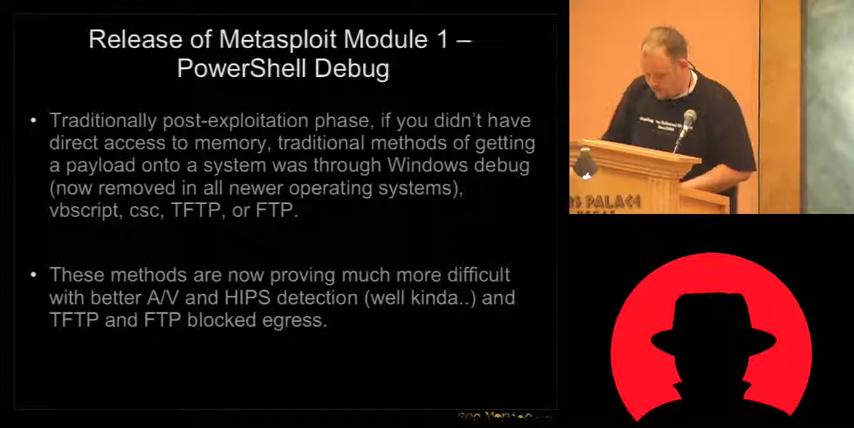 Release of Metasploit Module 1 –
PowerShell Debug
• Traditionally post-exploitation phase, if you didn't have
direct access to memory, traditional methods of getting
a payload onto a system was through Windows debug
(now removed in all newer operating systems),
vbscript, csc, TFTP, or FTP.
• These methods are now proving much more difficult
with better A/V and HIPS detection (well kinda..) and
TFTP and FTP blocked egress.
PALACE